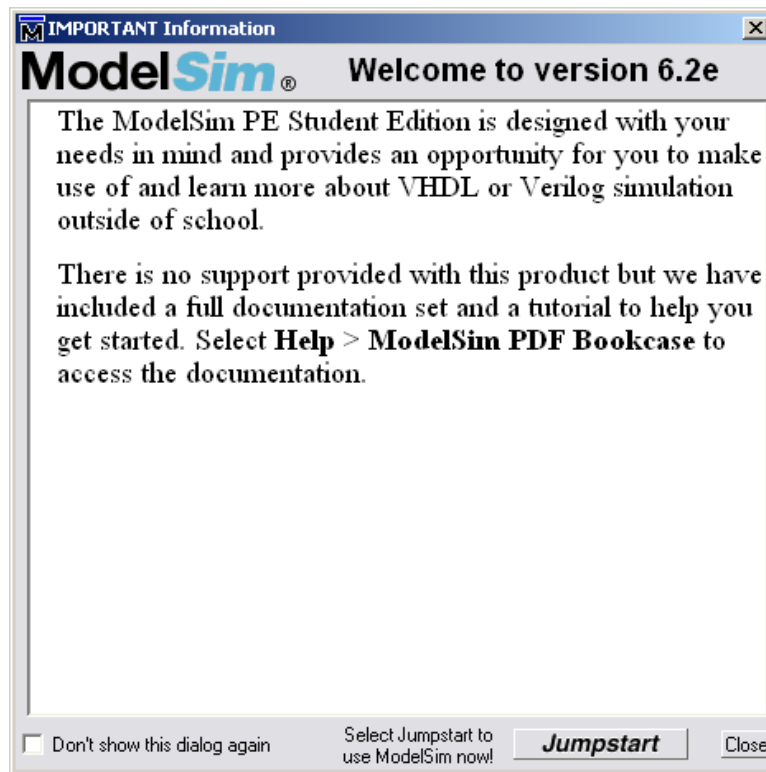 IMPORTANT Information
ModelSim ® Welcome to version 6.2e
The ModelSim PE Student Edition is designed with your
needs in mind and provides an opportunity for you to make
use of and learn more about VHDL or Verilog simulation
outside of school.
There is no support provided with this product but we have
included a full documentation set and a tutorial to help you
get started. Select Help > ModelSim PDF Bookcase to
access the documentation.
Don't show this dialog again
Select Jumpstart to
use ModelSim now!
Jumpstart
Close